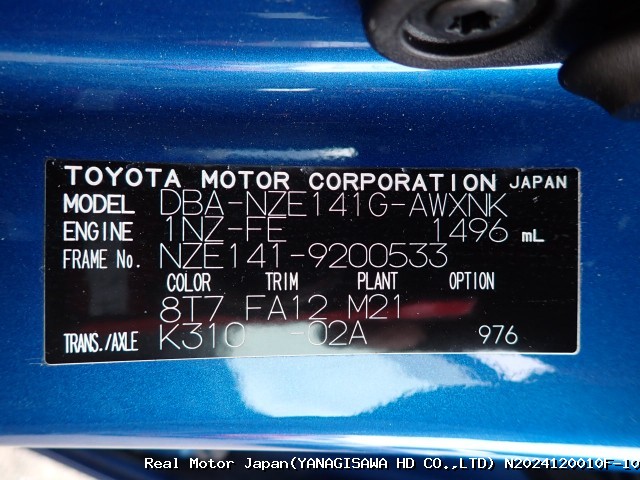 TOYOTA MOTOR CORPORATION JAPAN
MODEL DBA-NZE141G-AWXNK
ENGINE 1NZ-FE 1496 mL
FRAME No. NZE141-9200533
COLOR TRIM PLANT OPTION
8T7 FA12 M21
TRANS./AXLE K310 -02A 976
Real Motor Japan(YANAGISAWA HD CO.,LTD) N2024120010F-10